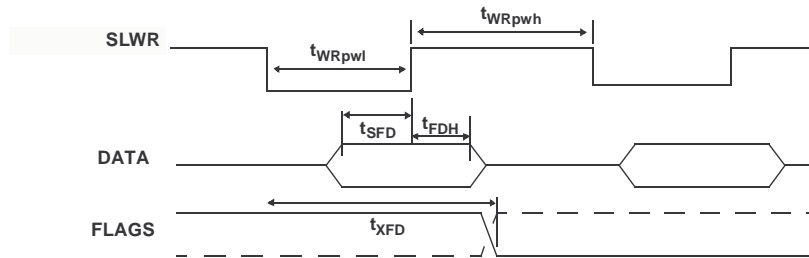 SLWR
tWRpwl
tWRpwh
DATA
tSFD
tFDH
FLAGS
tXFD